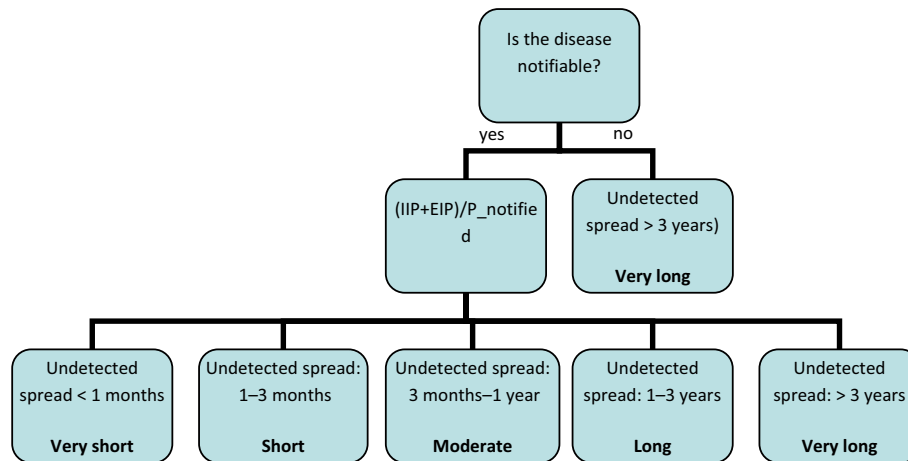 Is the disease
notifiable?
yes
no
(IIP+EIP)/P_notifie
d
Undetected
spread > 3 years)
Very long
Undetected
spread < 1 months
Very short
Undetected spread:
1–3 months
Short
Undetected spread:
3 months–1 year
Moderate
Undetected
spread: 1–3 years
Long
Undetected
spread: > 3 years
Very long